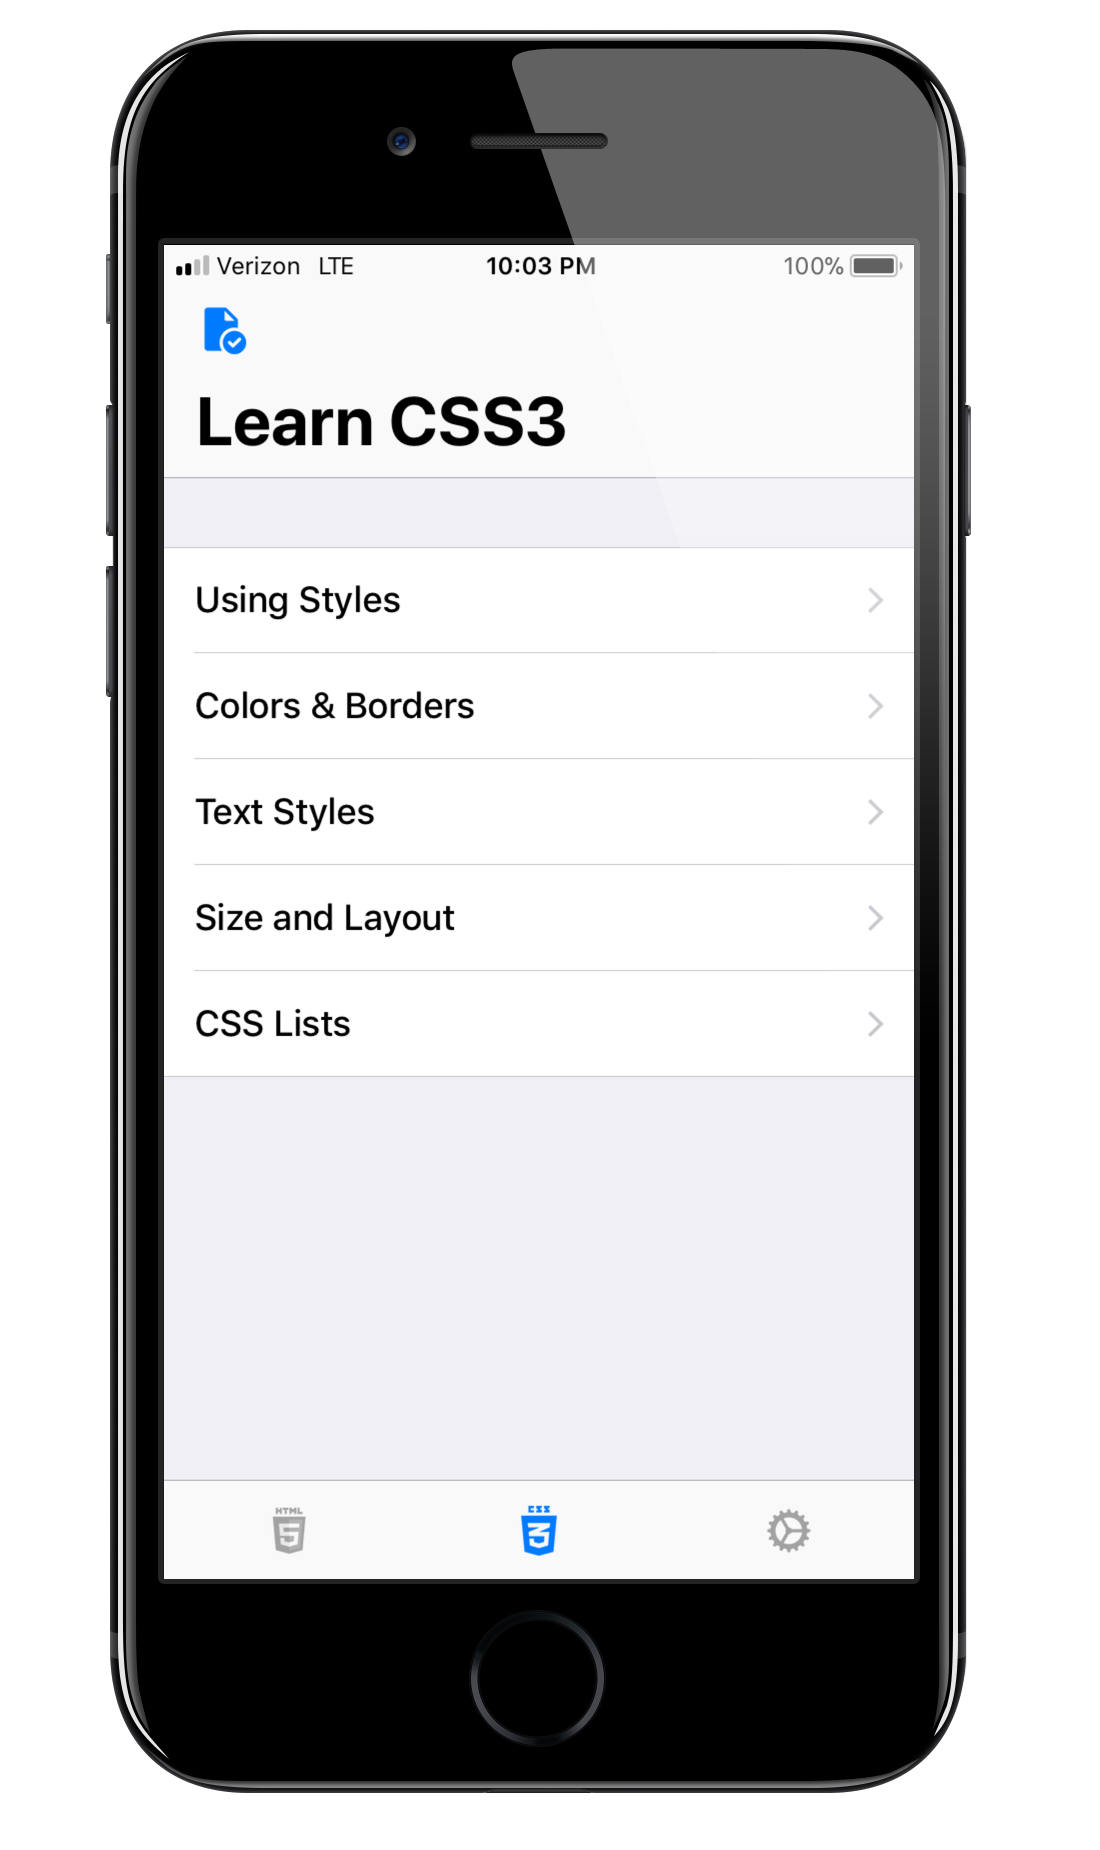 Verizon LTE 10:03 PM 100%
Learn CSS3
Using Styles
Colors & Borders
Text Styles
Size and Layout
CSS Lists
HTML 5 CSS 3